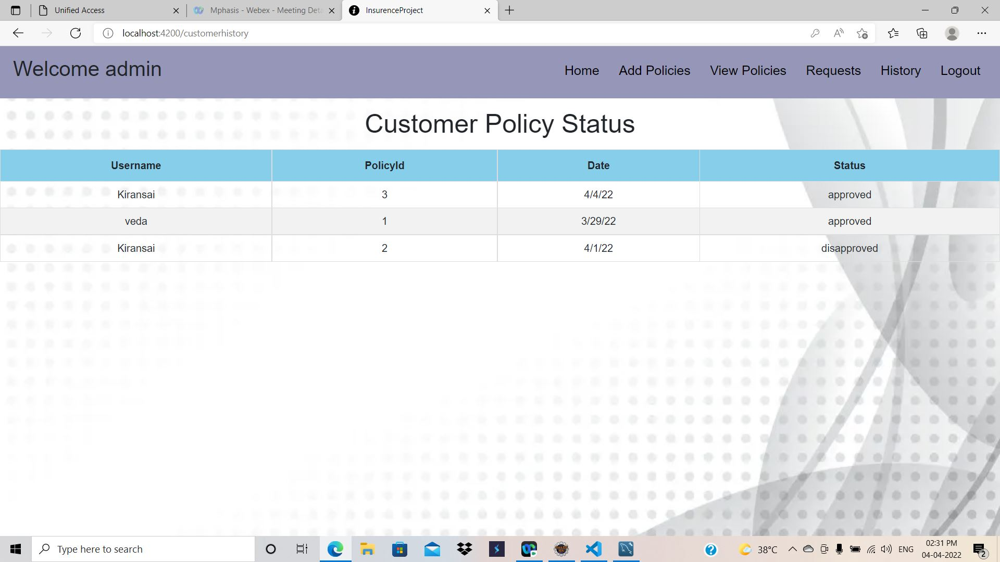 Unified Access
Mphasis - Webex - Meeting Deta
InsurenceProject
localhost:4200/customerhistory
Welcome admin
Home Add Policies View Policies Requests History Logout
Customer Policy Status
Username PolicyId Date Status
Kiransai 3 4/4/22 approved
veda 1 3/29/22 approved
Kiransai 2 4/1/22 disapproved
Type here to search
38°C
ENG
02:31 PM
04-04-2022
2